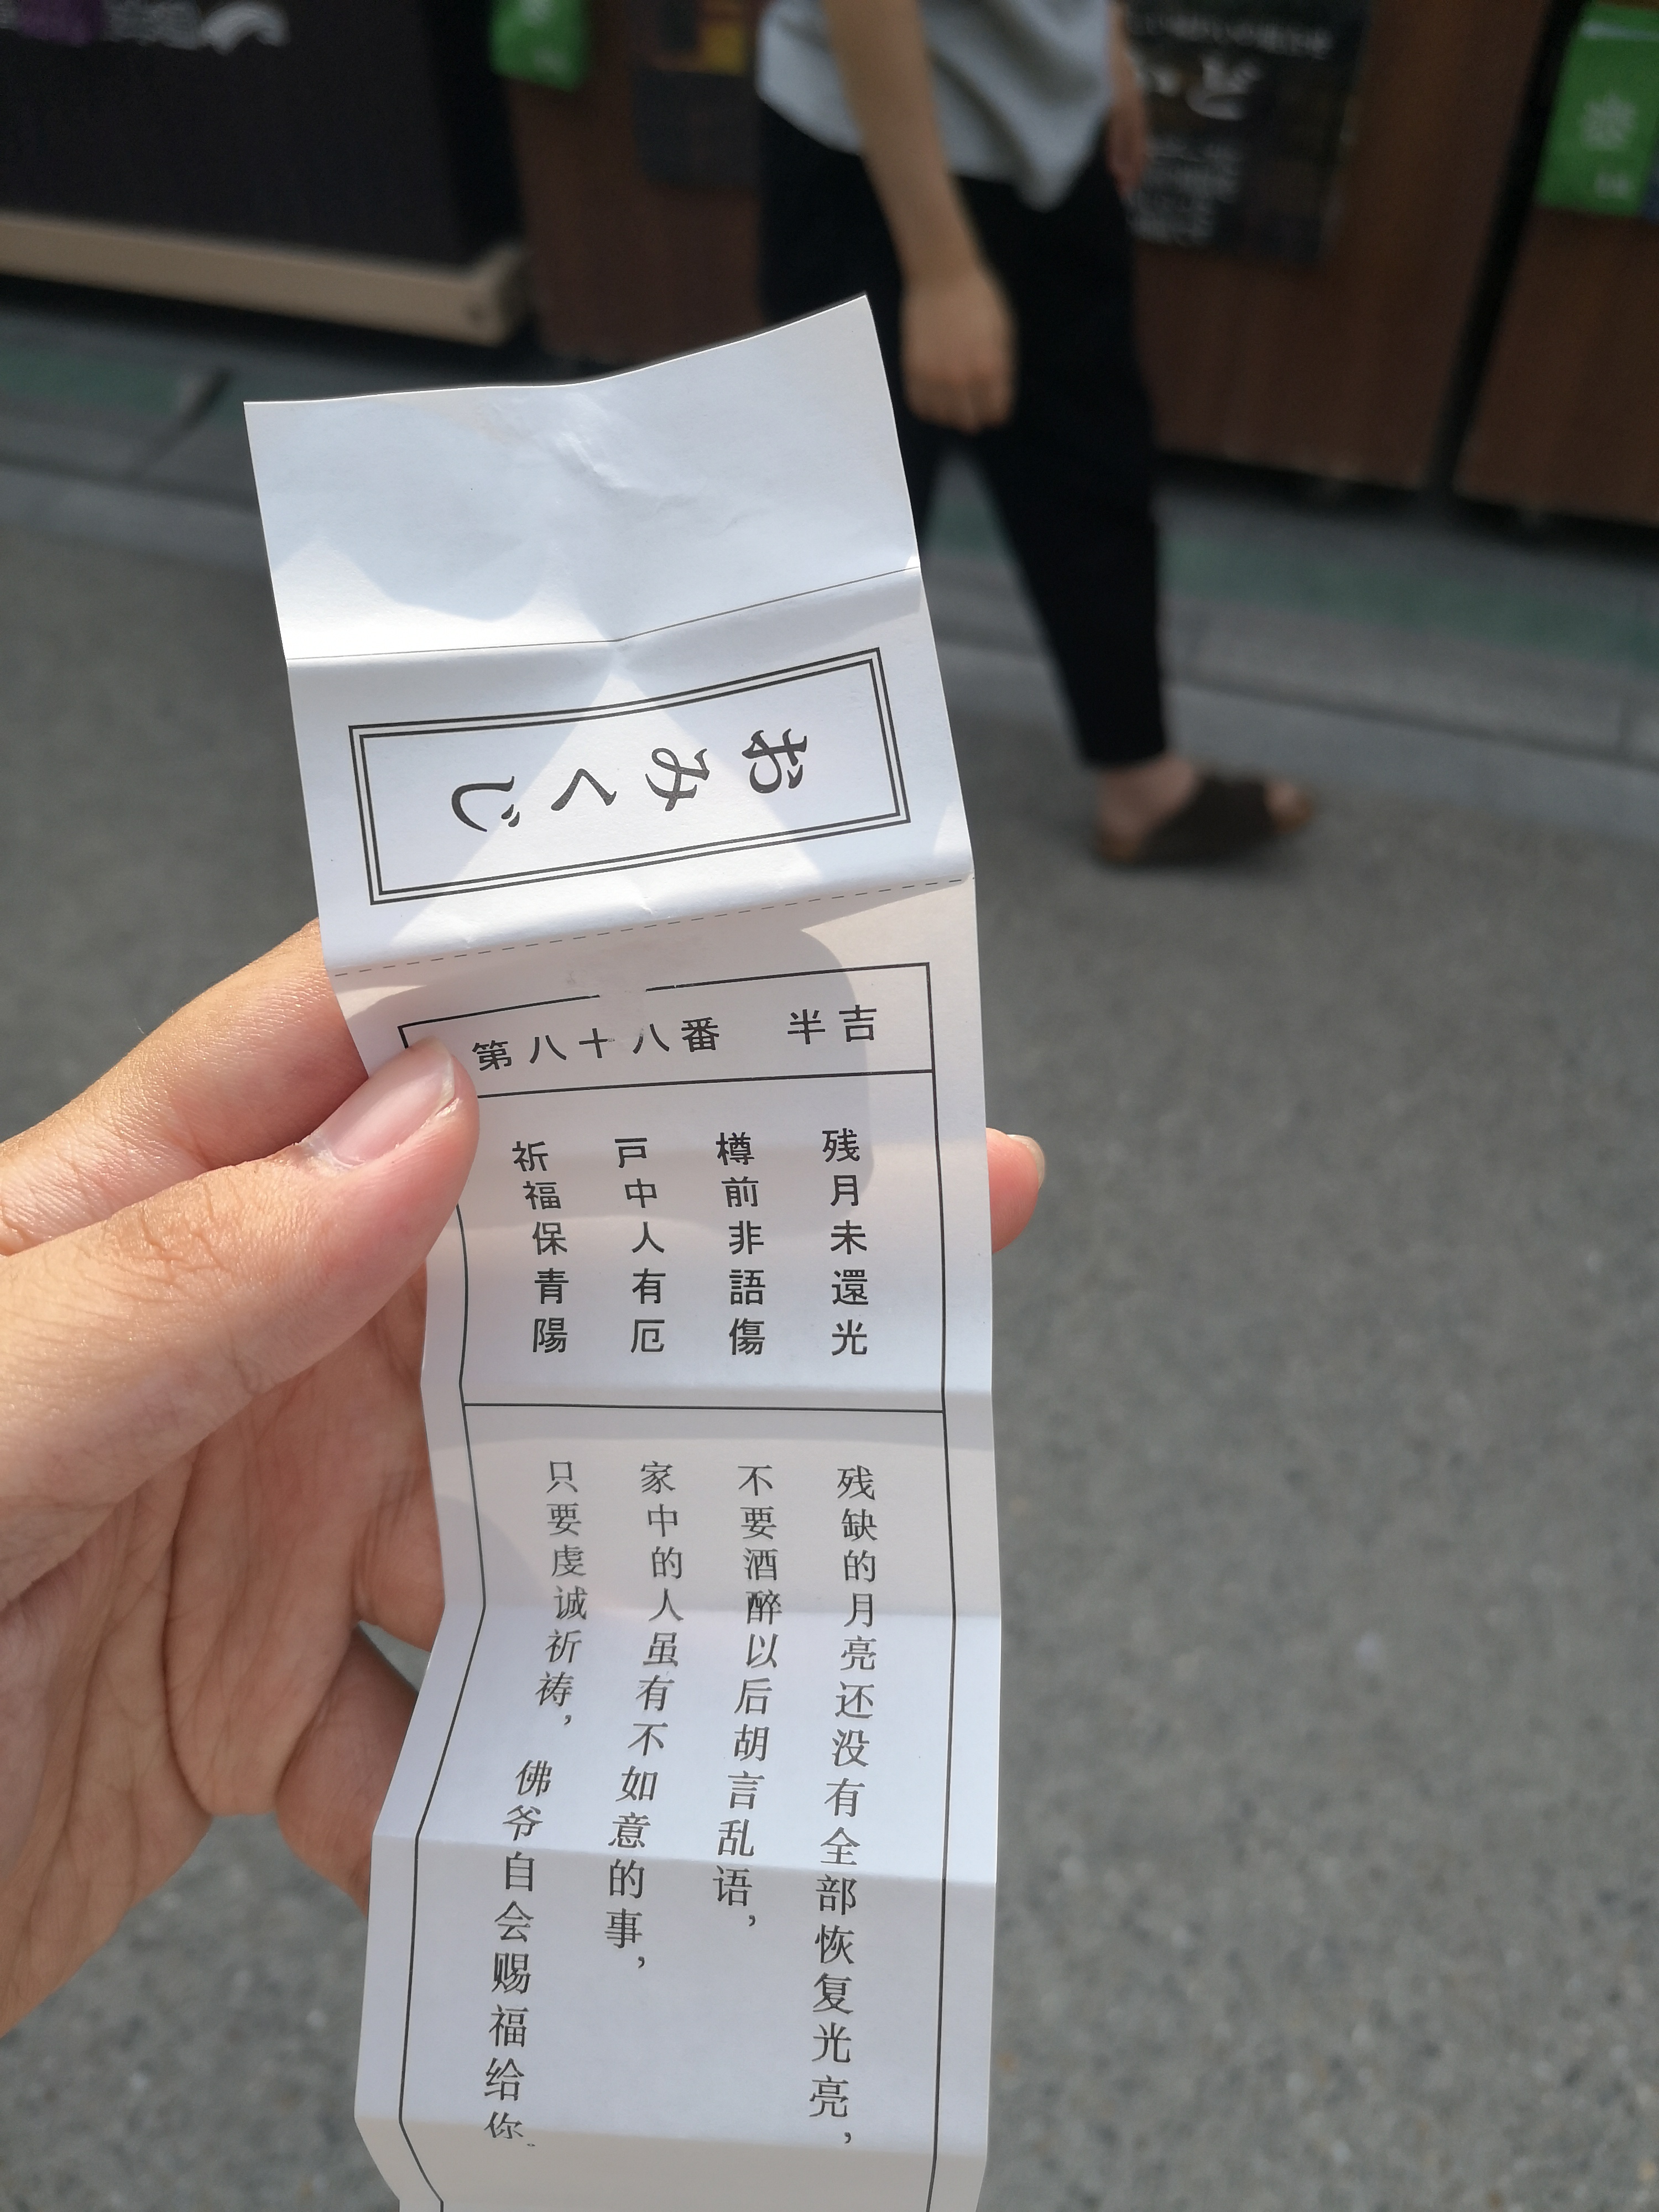 おみくじ
第八十八番 半吉
残月未還光
樽前非語傷
戸中人有厄
祈福保青陽
残缺的月亮还没有全部恢复光亮，
不要酒醉以后胡言乱语，
家中的人虽有不如意的事，
只要虔诚祈祷，佛爷自会赐福给你。